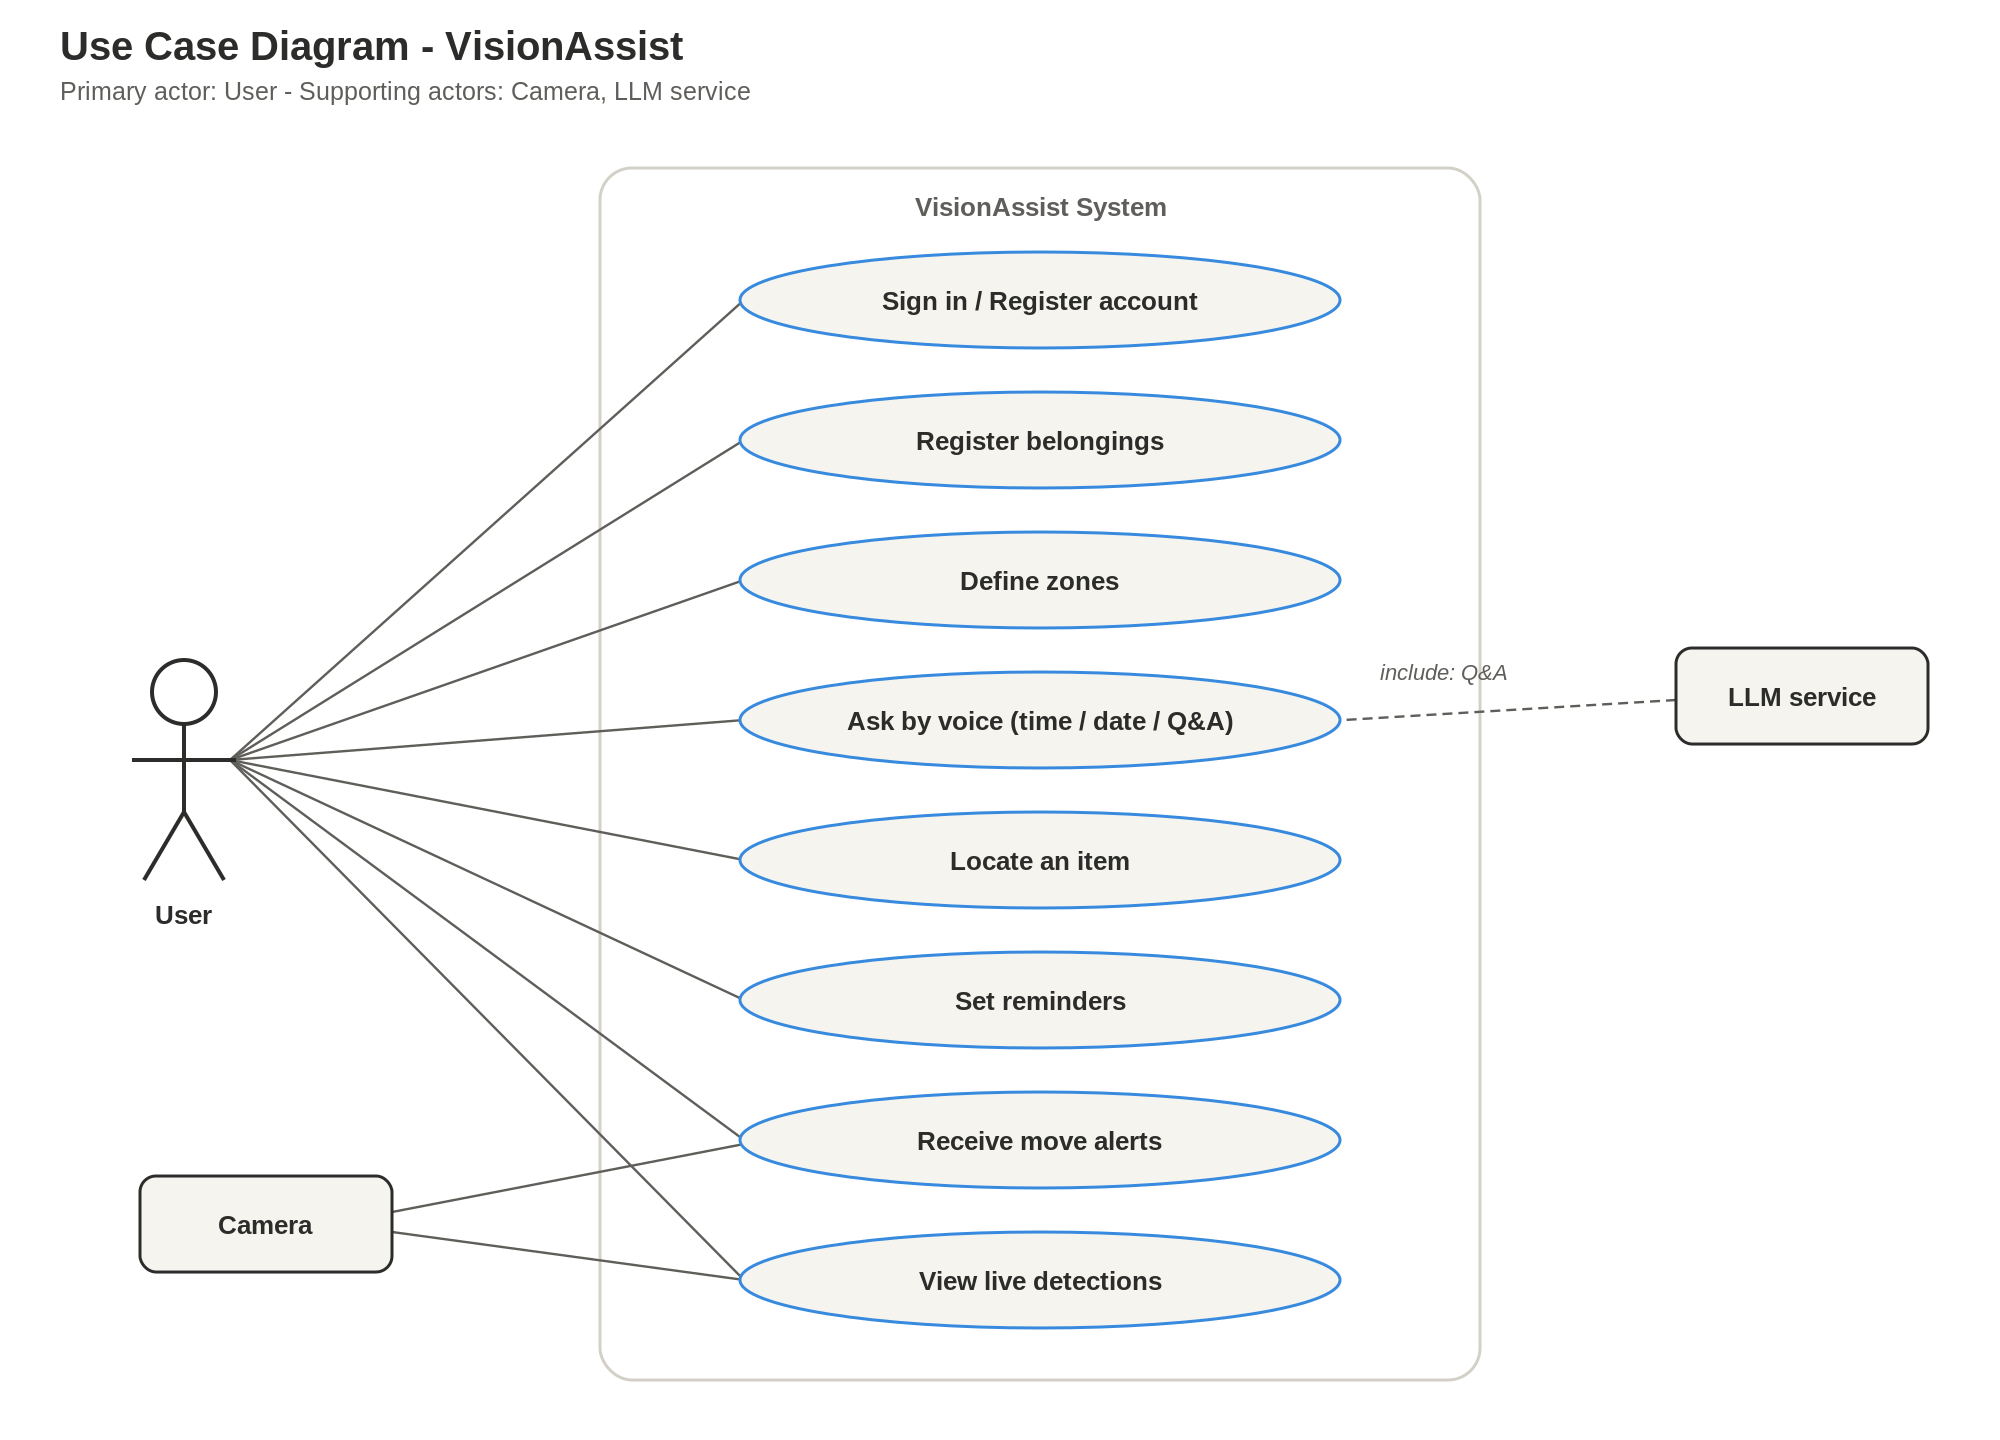 Use Case Diagram - VisionAssist
Primary actor: User - Supporting actors: Camera, LLM service
VisionAssist System
Sign in / Register account
Register belongings
Define zones
include: Q&A
LLM service
Ask by voice (time / date / Q&A)
Locate an item
User
Set reminders
Receive move alerts
Camera
View live detections